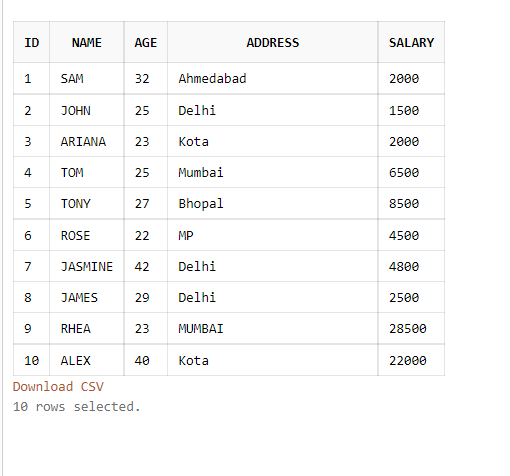 ID NAME AGE ADDRESS SALARY
1 SAM 32 Ahmedabad 2000
2 JOHN 25 Delhi 1500
3 ARIANA 23 Kota 2000
4 TOM 25 Mumbai 6500
5 TONY 27 Bhopal 8500
6 ROSE 22 MP 4500
7 JASMINE 42 Delhi 4800
8 JAMES 29 Delhi 2500
9 RHEA 23 MUMBAI 28500
10 ALEX 40 Kota 22000
Download CSV
10 rows selected.